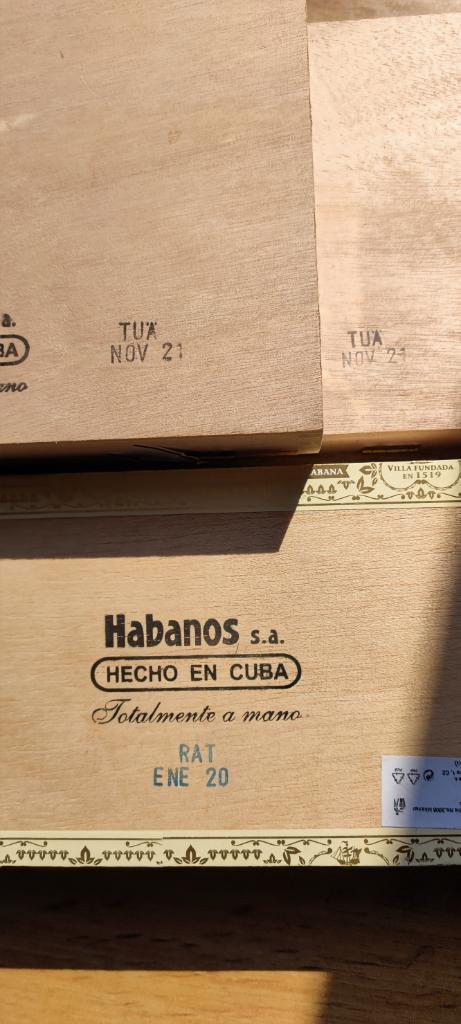 a.
BA
ano
TUA
NOV 21
TUA
NOV 21
ABANA
VILLA FUNDADA
EN 1519
Habanos s.a.
HECHO EN CUBA
Totalmente a mano
RAT
ENE 20